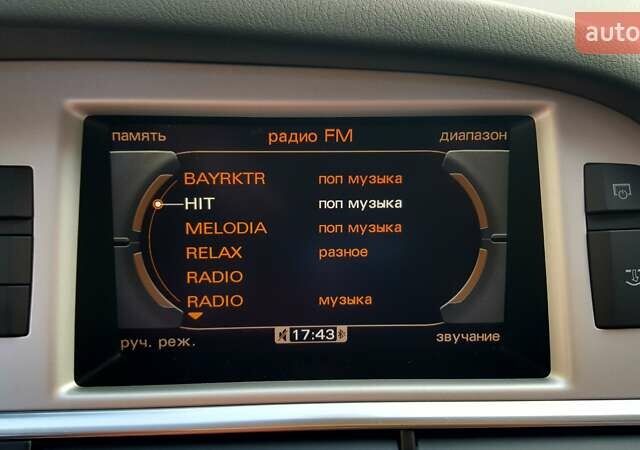 auto
память радио FM диапазон
BAYRKTR поп музыка
HIT поп музыка
MELODIA поп музыка
RELAX разное
RADIO
RADIO музыка
руч. реж. 17:43 звучание